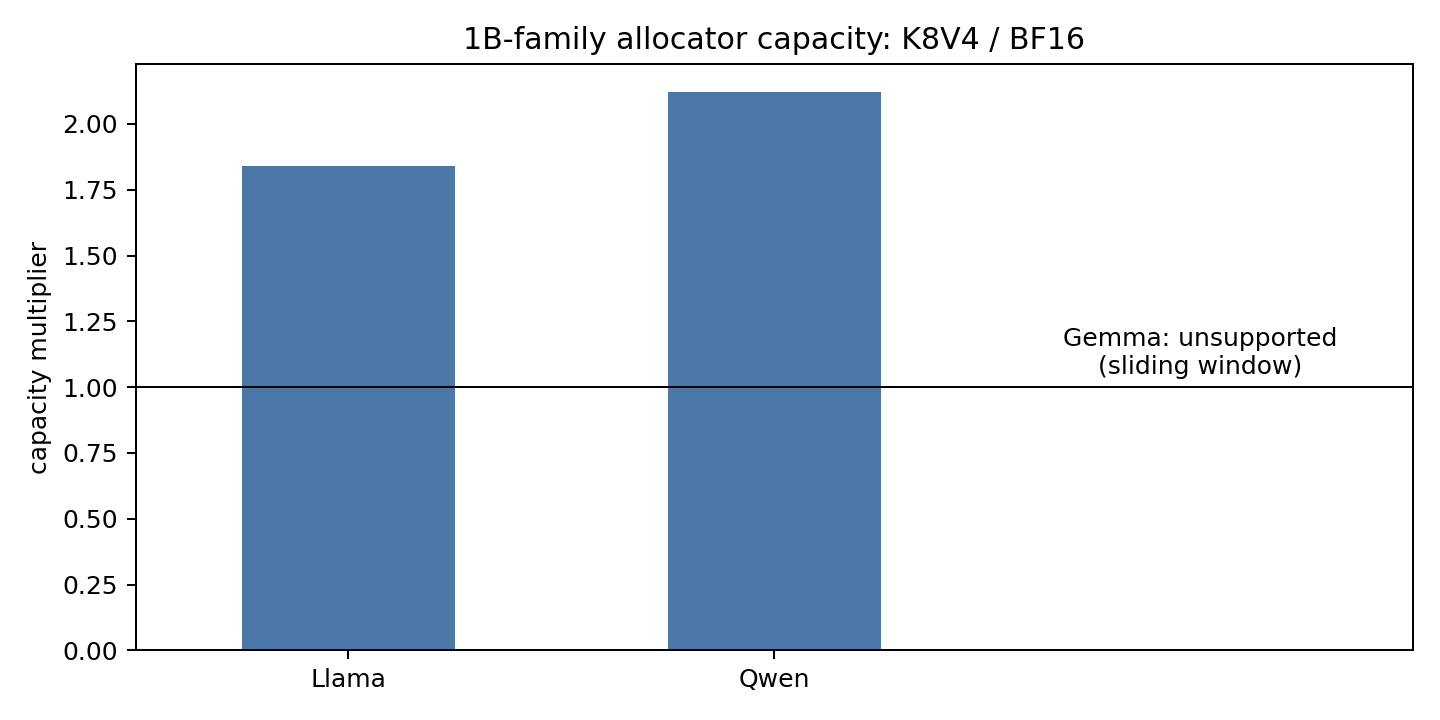 1B-family allocator capacity: K8V4 / BF16
capacity multiplier
2.00
1.75
1.50
1.25
1.00
0.75
0.50
0.25
0.00
Gemma: unsupported
(sliding window)
Llama
Qwen